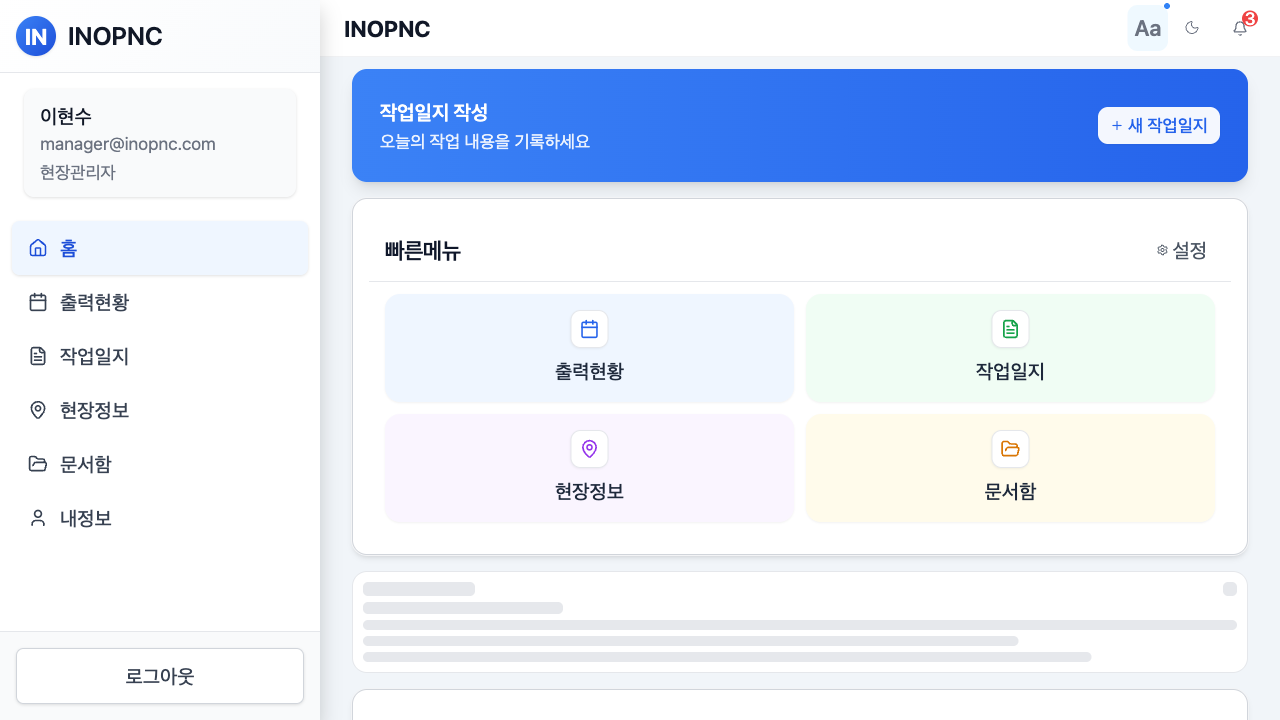 IN INOPNC
이현수
manager@inopnc.com
현장관리자
홈
출력현황
작업일지
현장정보
문서함
내정보
로그아웃
INOPNC
Aa
3
작업일지 작성
오늘의 작업 내용을 기록하세요
+ 새 작업일지
빠른메뉴
설정
출력현황
작업일지
현장정보
문서함